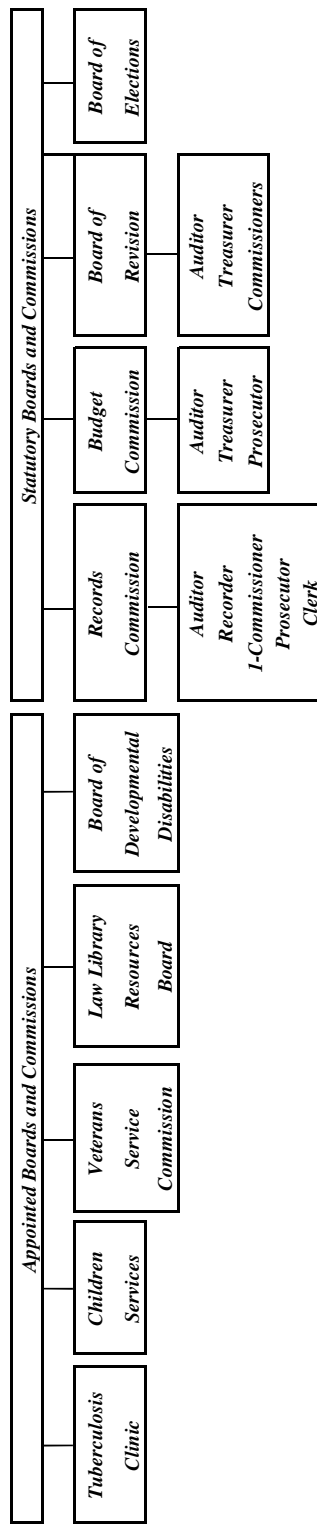 Appointed Boards and Commissions
Tuberculosis
Clinic
Children
Services
Veterans
Service
Commission
Law Library
Resources
Board
Board of
Developmental
Disabilities
Statutory Boards and Commissions
Records
Commission
Auditor
Recorder
1-Commissioner
Prosecutor
Clerk
Budget
Commission
Auditor
Treasurer
Prosecutor
Board of
Revision
Auditor
Treasurer
Commissioners
Board of
Elections